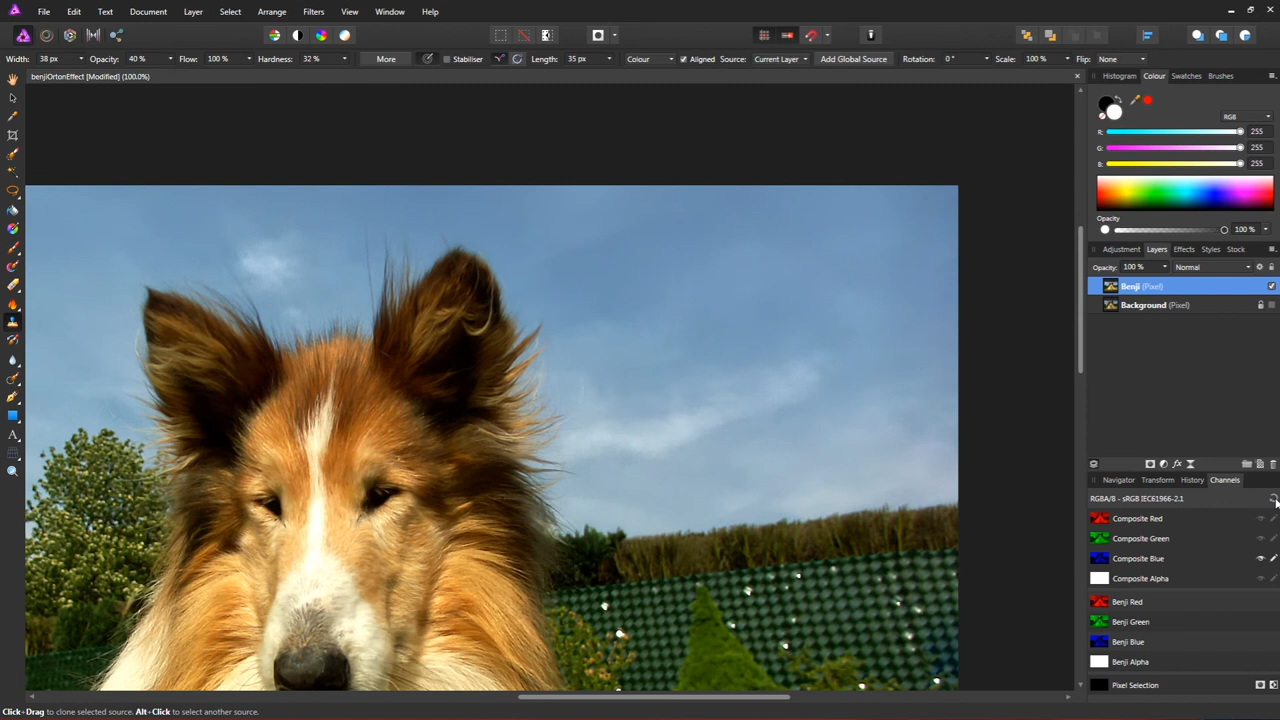 File Edit Text Document Layer Select Arrange Filters View Window Help
Width: 38 px Opacity: 40 % Flow: 100 % Hardness: 32 % More Stabiliser Length: 35 px Colour Aligned Source: Current Layer Add Global Source Rotation: 0 ° Scale: 100 % Flip: None
benjiOrtonEffect [Modified] (100.0%)
Histogram Colour Swatches Brushes
RGB
R: 255
G: 255
B: 255
Opacity
100 %
Adjustment Layers Effects Styles Stock
Opacity: 100 % Normal
Benji (Pixel)
Background (Pixel)
Navigator Transform History Channels
RGBA/8 - sRGB IEC61966-2.1
Composite Red
Composite Green
Composite Blue
Composite Alpha
Benji Red
Benji Green
Benji Blue
Benji Alpha
Pixel Selection
Click+Drag to clone selected source. Alt+Click to select another source.